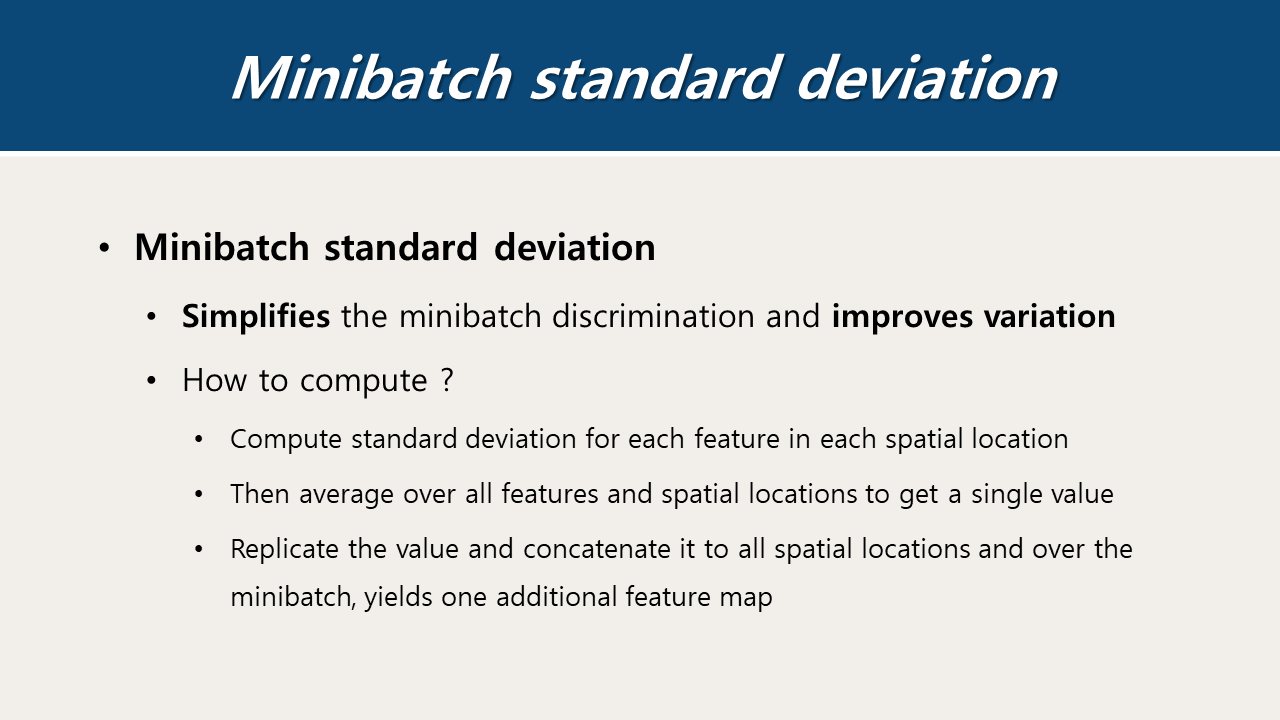 Minibatch standard deviation
• Minibatch standard deviation
• Simplifies the minibatch discrimination and improves variation
• How to compute ?
• Compute standard deviation for each feature in each spatial location
• Then average over all features and spatial locations to get a single value
• Replicate the value and concatenate it to all spatial locations and over the
minibatch, yields one additional feature map